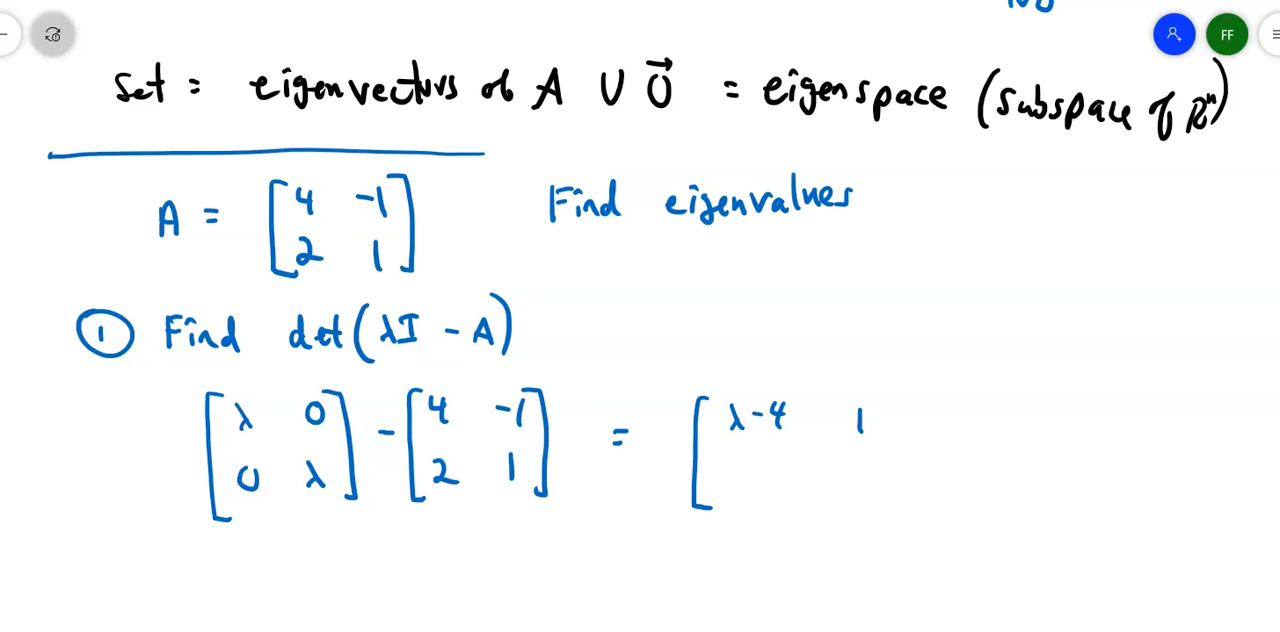 FF
set = eigenvectors of A ∪ 0⃗ = eigenspace (subspace of ℝⁿ)
A = [4 -1; 2 1] Find eigenvalues
① Find det(λI - A)
[λ 0; 0 λ] - [4 -1; 2 1] = [λ-4 1